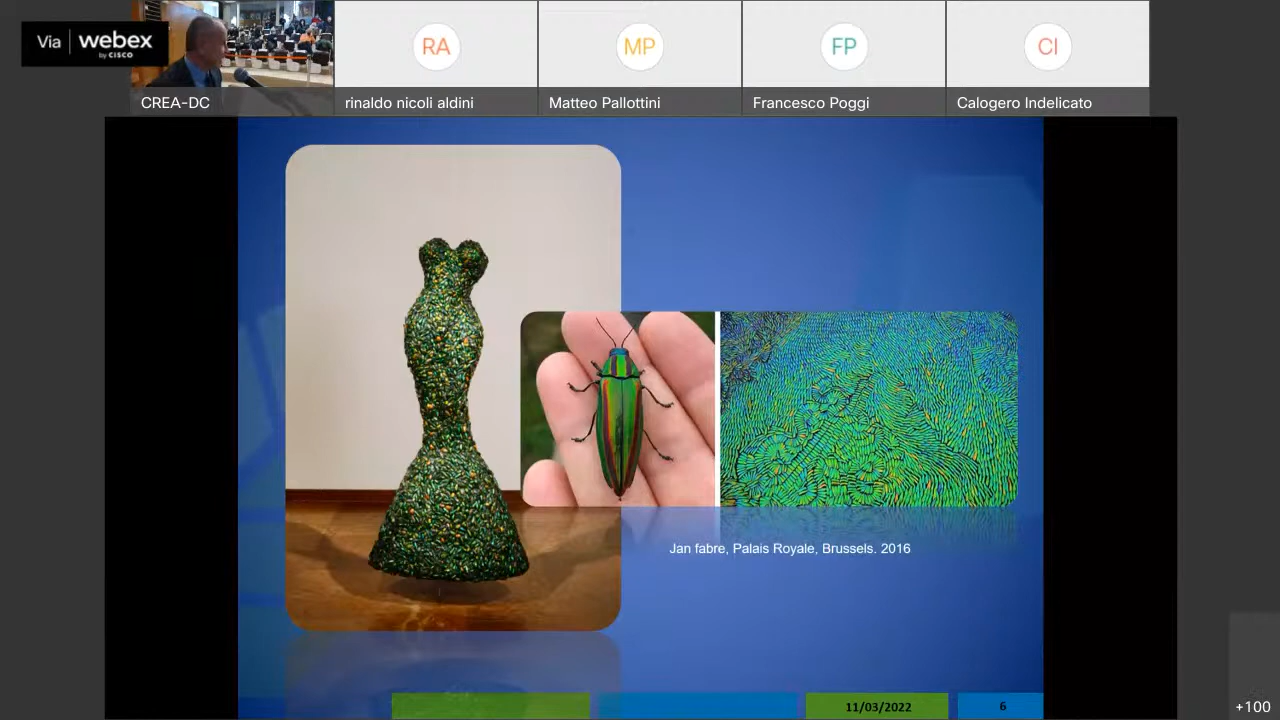 Via webex
by CISCO
RA
MP
FP
CI
CREA-DC
rinaldo nicoli aldini
Matteo Pallottini
Francesco Poggi
Calogero Indelicato
Jan fabre, Palais Royale, Brussels. 2016
11/03/2022
6
+100